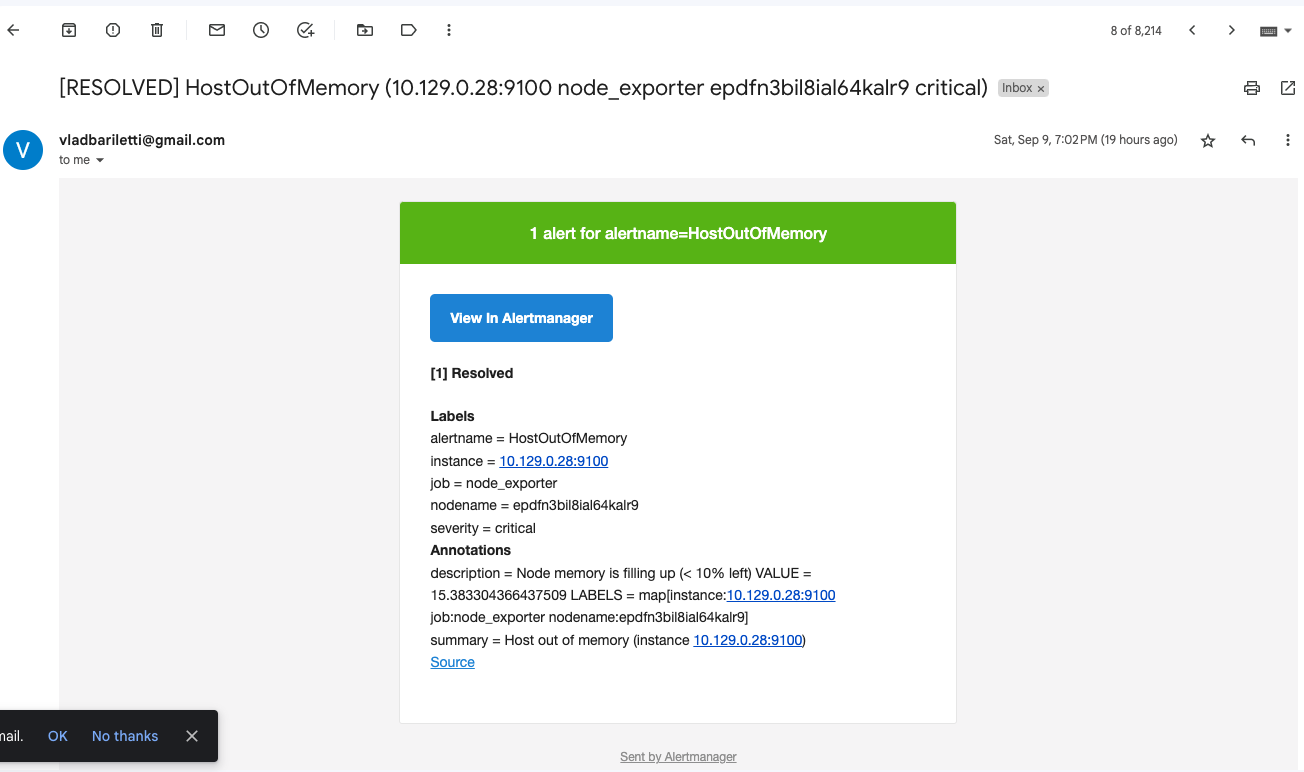 8 of 8,214
[RESOLVED] HostOutOfMemory (10.129.0.28:9100 node_exporter epdfn3bil8ial64kalr9 critical)
Inbox ×
V
vladbariletti@gmail.com
Sat, Sep 9, 7:02 PM (19 hours ago)
to me
1 alert for alertname=HostOutOfMemory
View In Alertmanager
[1] Resolved
Labels
alertname = HostOutOfMemory
instance = 10.129.0.28:9100
job = node_exporter
nodename = epdfn3bil8ial64kalr9
severity = critical
Annotations
description = Node memory is filling up (< 10% left) VALUE =
15.383304366437509 LABELS = map[instance:10.129.0.28:9100
job:node_exporter nodename:epdfn3bil8ial64kalr9]
summary = Host out of memory (instance 10.129.0.28:9100)
Source
mail. OK No thanks
Sent by Alertmanager